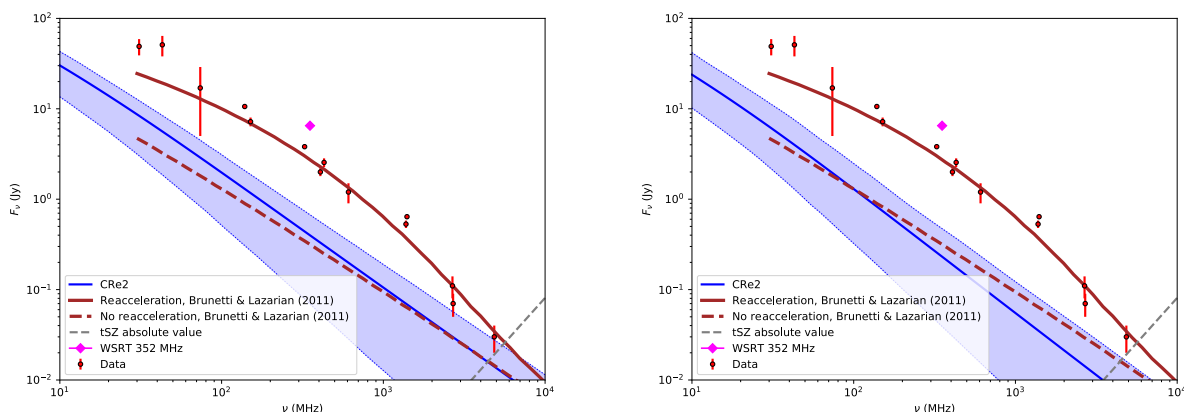 10²
10¹
10⁰
10⁻¹
10⁻²
F_ν (Jy)
CRe2
Reacceleration, Brunetti & Lazarian (2011)
No reacceleration, Brunetti & Lazarian (2011)
tSZ absolute value
WSRT 352 MHz
Data
10¹ 10² 10³ 10⁴
ν (MHz)
10²
10¹
10⁰
10⁻¹
10⁻²
F_ν (Jy)
CRe2
Reacceleration, Brunetti & Lazarian (2011)
No reacceleration, Brunetti & Lazarian (2011)
tSZ absolute value
WSRT 352 MHz
Data
10¹ 10² 10³ 10⁴
ν (MHz)